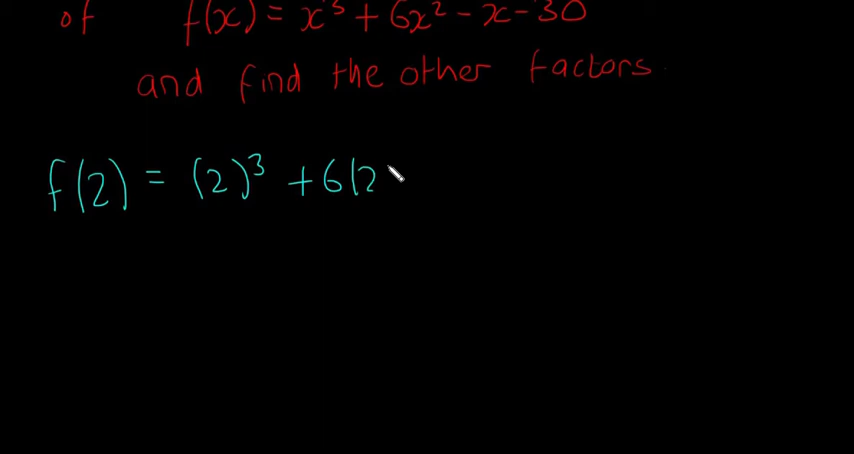 of f(x) = x³ + 6x² - x - 30
and find the other factors.
f(2) = (2)³ + 6(2